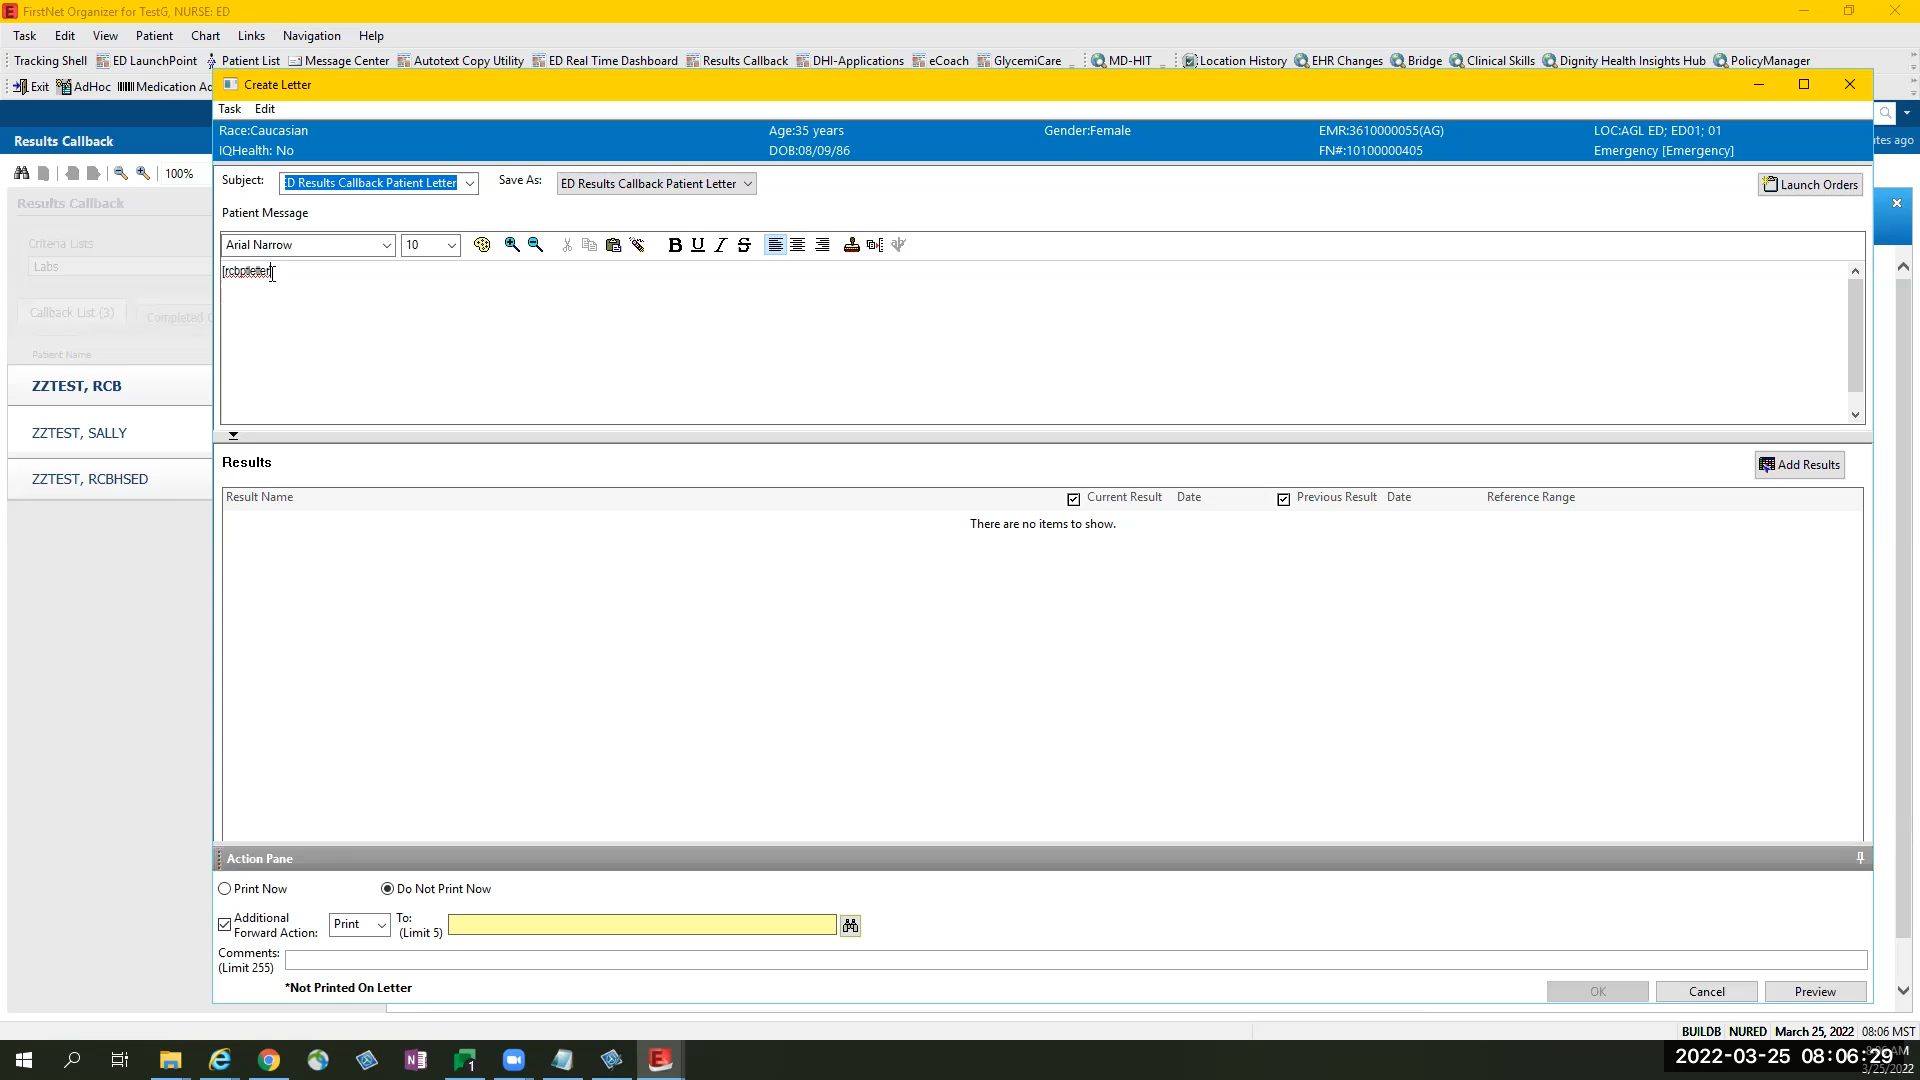 FirstNet Organizer for TestG, NURSE: ED
Task Edit View Patient Chart Links Navigation Help
Tracking Shell ED LaunchPoint Patient List Message Center Autotext Copy Utility ED Real Time Dashboard Results Callback DHI-Applications eCoach GlycemiCare MD-HIT Location History EHR Changes Bridge Clinical Skills Dignity Health Insights Hub PolicyManager
Exit AdHoc Medication Ad
Create Letter
Task Edit
Race:Caucasian Age:35 years Gender:Female EMR:3610000055(AG) LOC:AGL ED; ED01; 01
IQHealth: No DOB:08/09/86 FN#:10100000405 Emergency [Emergency]
Results Callback
tes ago
100%
Subject: ED Results Callback Patient Letter Save As: ED Results Callback Patient Letter Launch Orders
Results Callback
Patient Message
Criteria Lists
Arial Narrow 10
Labs
[rcbptletter]
Callback List (3) Completed C
Patient Name
ZZTEST, RCB
ZZTEST, SALLY
ZZTEST, RCBHSED
Results Add Results
Result Name Current Result Date Previous Result Date Reference Range
There are no items to show.
Action Pane
Print Now Do Not Print Now
Additional Forward Action: Print To: (Limit 5)
Comments: (Limit 255)
*Not Printed On Letter
OK Cancel Preview
BUILDB NURED March 25, 2022 08:06 MST
2022-03-25 08:06:29
3/25/2022